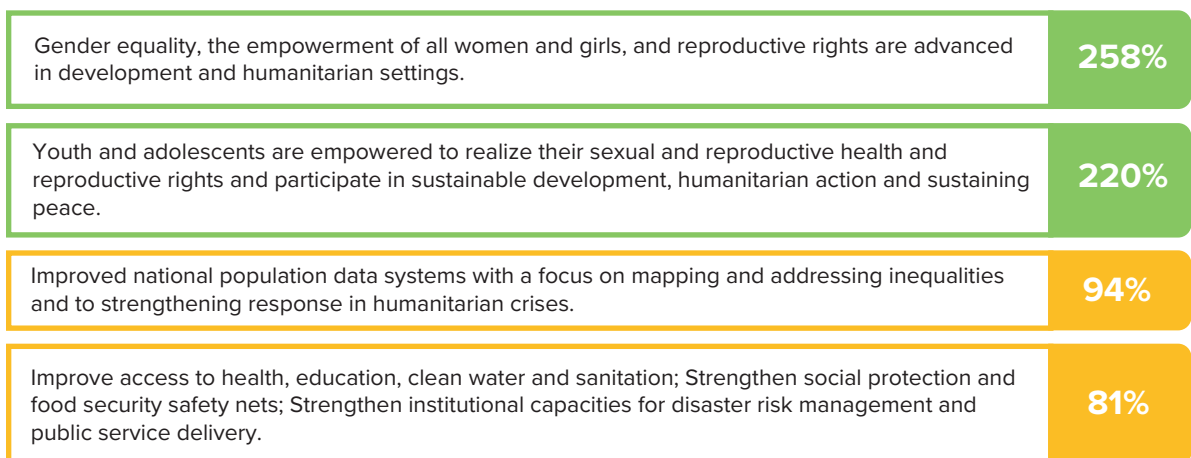 Gender equality, the empowerment of all women and girls, and reproductive rights are advanced
in development and humanitarian settings.
258%
Youth and adolescents are empowered to realize their sexual and reproductive health and
reproductive rights and participate in sustainable development, humanitarian action and sustaining
peace.
220%
Improved national population data systems with a focus on mapping and addressing inequalities
and to strengthening response in humanitarian crises.
94%
Improve access to health, education, clean water and sanitation; Strengthen social protection and
food security safety nets; Strengthen institutional capacities for disaster risk management and
public service delivery.
81%